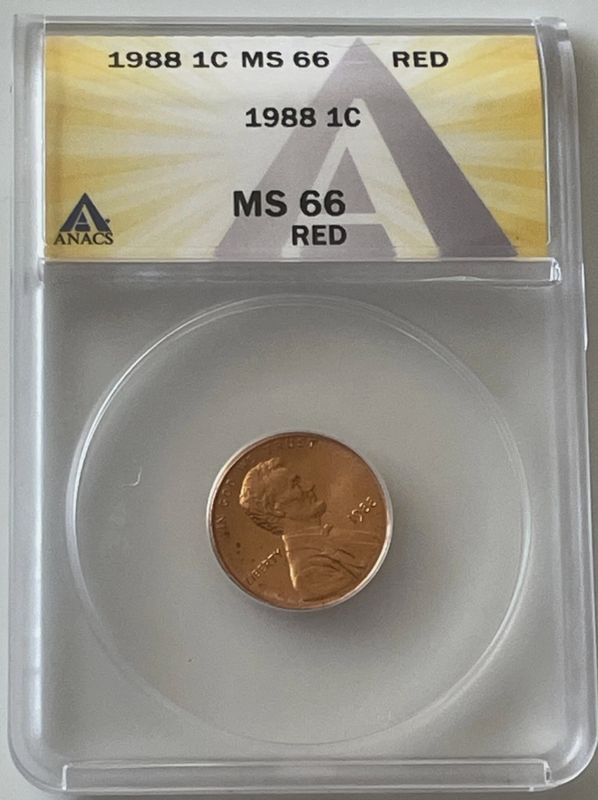 1988 1C MS 66 RED
1988 1C
MS 66
RED
ANACS
IN GOD WE TRUST
LIBERTY
1988